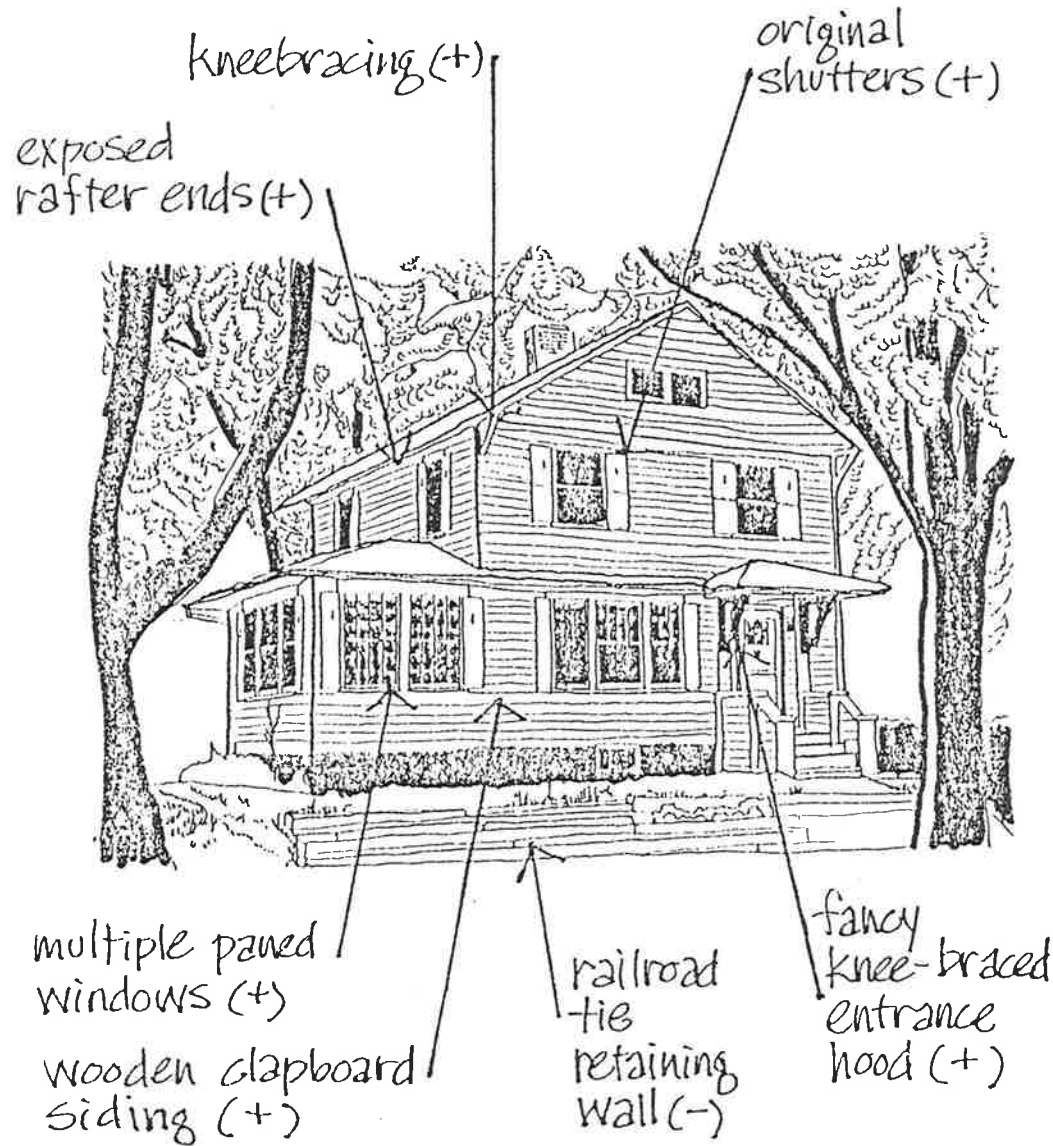 kneebracing (+)
original
shutters (+)
exposed
rafter ends (+)
multiple paned
windows (+)
wooden clapboard
siding (+)
railroad
tie
retaining
wall (-)
fancy
knee-braced
entrance
hood (+)